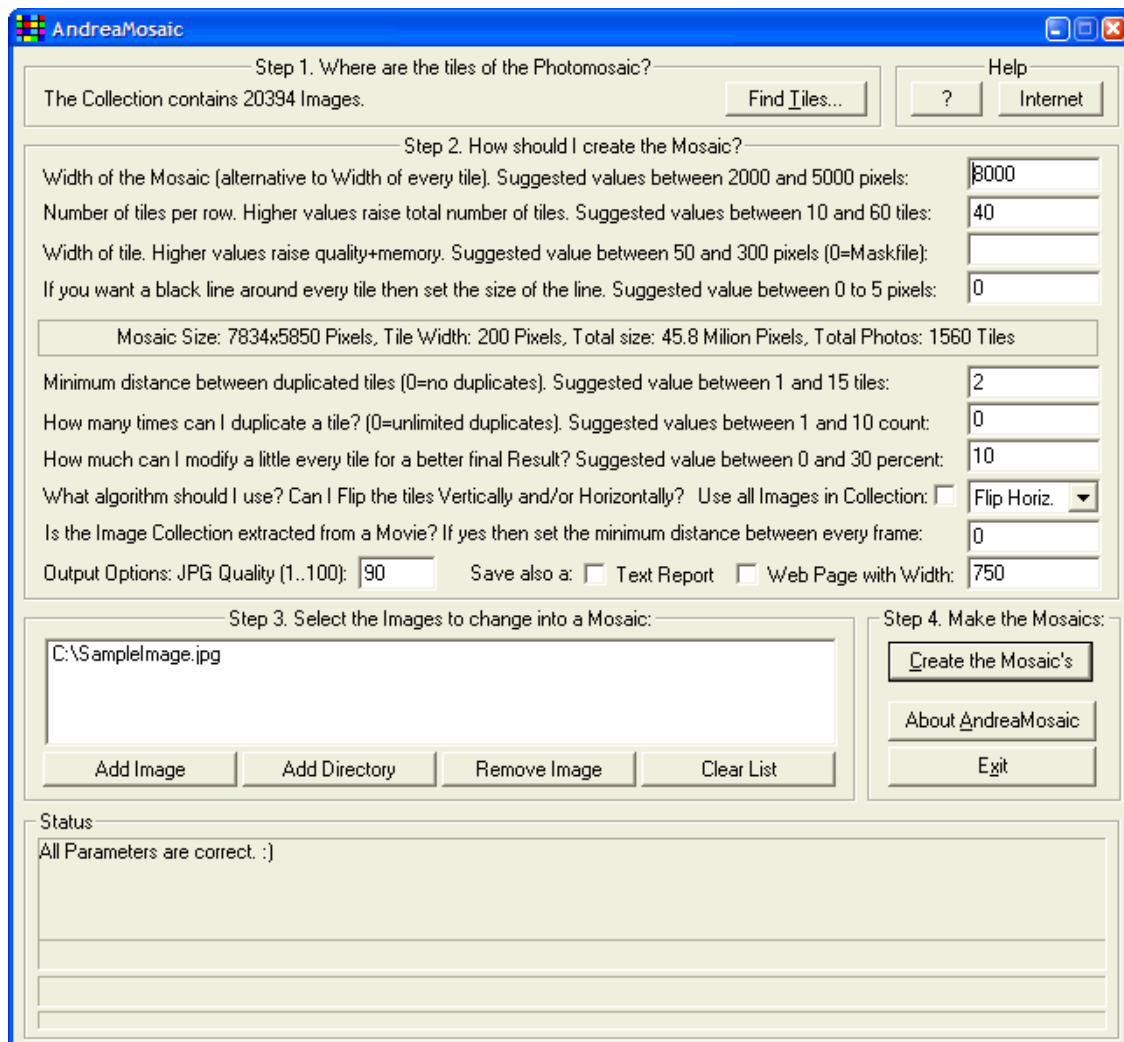 AndreaMosaic
Step 1. Where are the tiles of the Photomosaic?
The Collection contains 20394 Images.
Find Tiles...
Help
?
Internet
Step 2. How should I create the Mosaic?
Width of the Mosaic (alternative to Width of every tile). Suggested values between 2000 and 5000 pixels: 8000
Number of tiles per row. Higher values raise total number of tiles. Suggested values between 10 and 60 tiles: 40
Width of tile. Higher values raise quality+memory. Suggested value between 50 and 300 pixels (0=Maskfile):
If you want a black line around every tile then set the size of the line. Suggested value between 0 to 5 pixels: 0
Mosaic Size: 7834x5850 Pixels, Tile Width: 200 Pixels, Total size: 45.8 Milion Pixels, Total Photos: 1560 Tiles
Minimum distance between duplicated tiles (0=no duplicates). Suggested value between 1 and 15 tiles: 2
How many times can I duplicate a tile? (0=unlimited duplicates). Suggested values between 1 and 10 count: 0
How much can I modify a little every tile for a better final Result? Suggested value between 0 and 30 percent: 10
What algorithm should I use? Can I Flip the tiles Vertically and/or Horizontally? Use all Images in Collection: Flip Horiz.
Is the Image Collection extracted from a Movie? If yes then set the minimum distance between every frame: 0
Output Options: JPG Quality (1..100): 90 Save also a: Text Report Web Page with Width: 750
Step 3. Select the Images to change into a Mosaic:
C:\SampleImage.jpg
Add Image Add Directory Remove Image Clear List
Step 4. Make the Mosaics:
Create the Mosaic's
About AndreaMosaic
Exit
Status
All Parameters are correct. :)